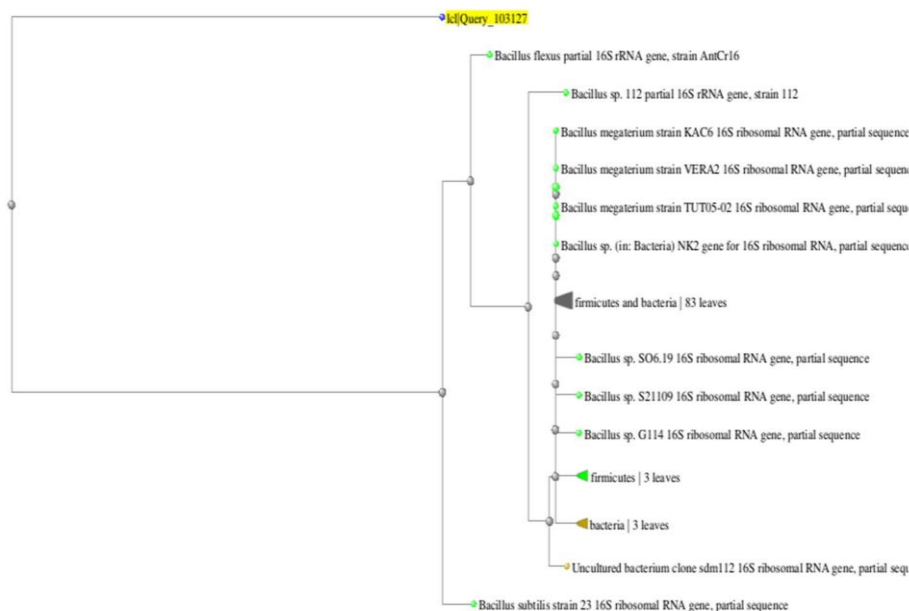 lcl|Query_103127
Bacillus flexus partial 16S rRNA gene, strain AntCr16
Bacillus sp. 112 partial 16S rRNA gene, strain 112
Bacillus megaterium strain KAC6 16S ribosomal RNA gene, partial sequence
Bacillus megaterium strain VERA2 16S ribosomal RNA gene, partial sequenc
Bacillus megaterium strain TUT05-02 16S ribosomal RNA gene, partial sequ
Bacillus sp. (in: Bacteria) NK2 gene for 16S ribosomal RNA, partial sequence
firmicutes and bacteria | 83 leaves
Bacillus sp. SO6.19 16S ribosomal RNA gene, partial sequence
Bacillus sp. S21109 16S ribosomal RNA gene, partial sequence
Bacillus sp. G114 16S ribosomal RNA gene, partial sequence
firmicutes | 3 leaves
bacteria | 3 leaves
Uncultured bacterium clone sdm112 16S ribosomal RNA gene, partial sequ
Bacillus subtilis strain 23 16S ribosomal RNA gene, partial sequence